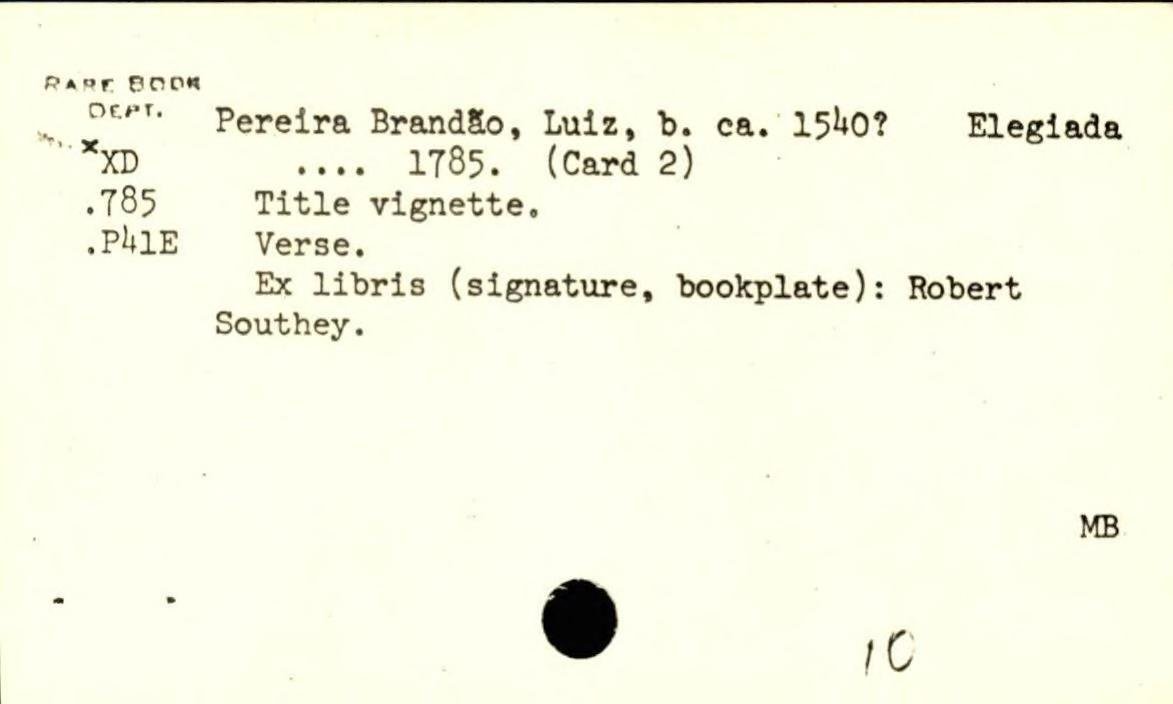 RARE BOOK
DEPT.
Pereira Brandão, Luiz, b. ca. 1540? Elegiada
xXD .... 1785. (Card 2)
.785 Title vignette.
.P41E Verse.
Ex libris (signature, bookplate): Robert
Southey.
MB
10